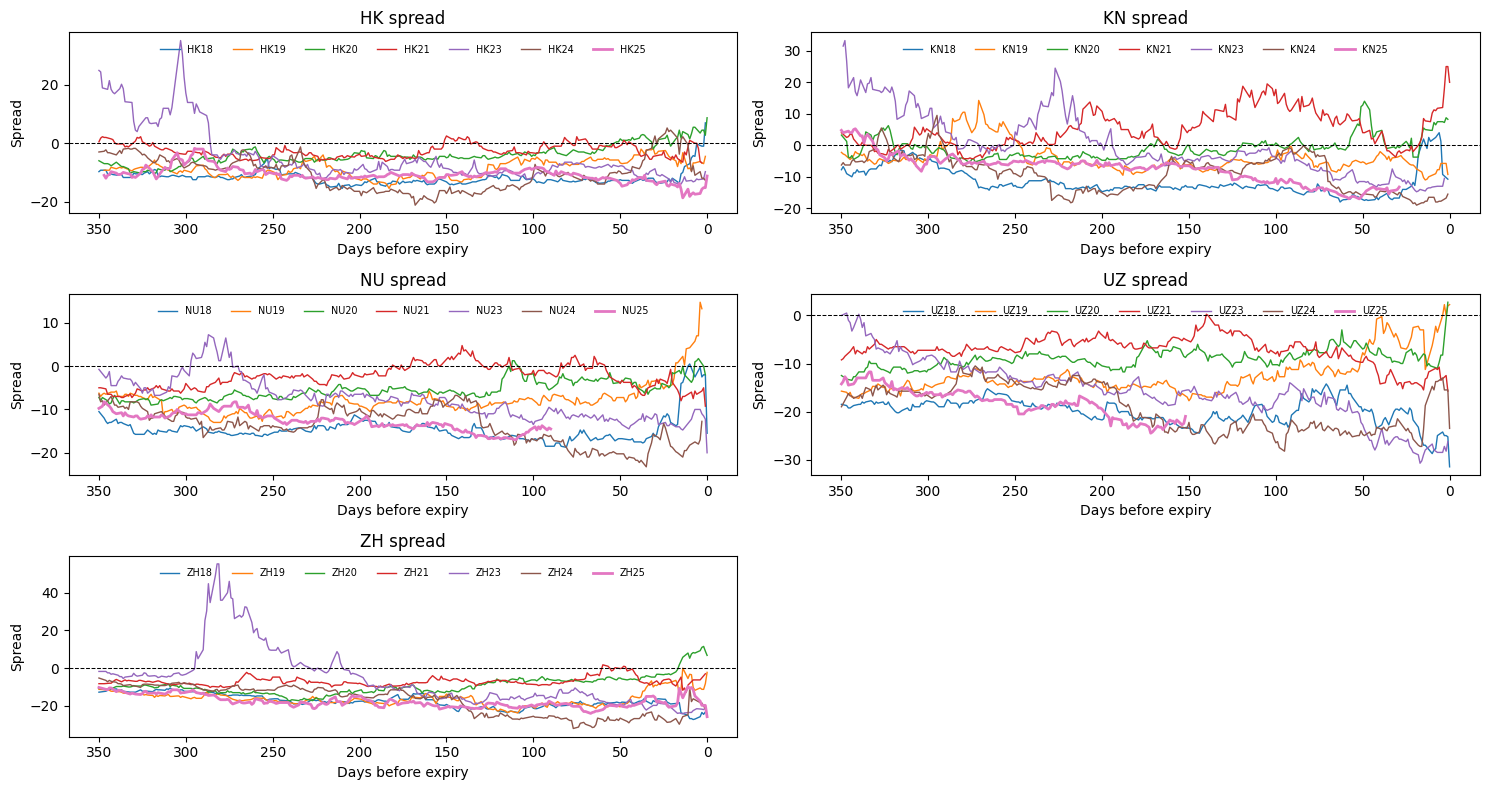 HK spread
HK18 HK19 HK20 HK21 HK23 HK24 HK25
Spread
20
0
−20
350 300 250 200 150 100 50 0
Days before expiry
KN spread
KN18 KN19 KN20 KN21 KN23 KN24 KN25
Spread
30
20
10
0
−10
−20
350 300 250 200 150 100 50 0
Days before expiry
NU spread
NU18 NU19 NU20 NU21 NU23 NU24 NU25
Spread
10
0
−10
−20
350 300 250 200 150 100 50 0
Days before expiry
UZ spread
UZ18 UZ19 UZ20 UZ21 UZ23 UZ24 UZ25
Spread
0
−10
−20
−30
350 300 250 200 150 100 50 0
Days before expiry
ZH spread
ZH18 ZH19 ZH20 ZH21 ZH23 ZH24 ZH25
Spread
40
20
0
−20
350 300 250 200 150 100 50 0
Days before expiry